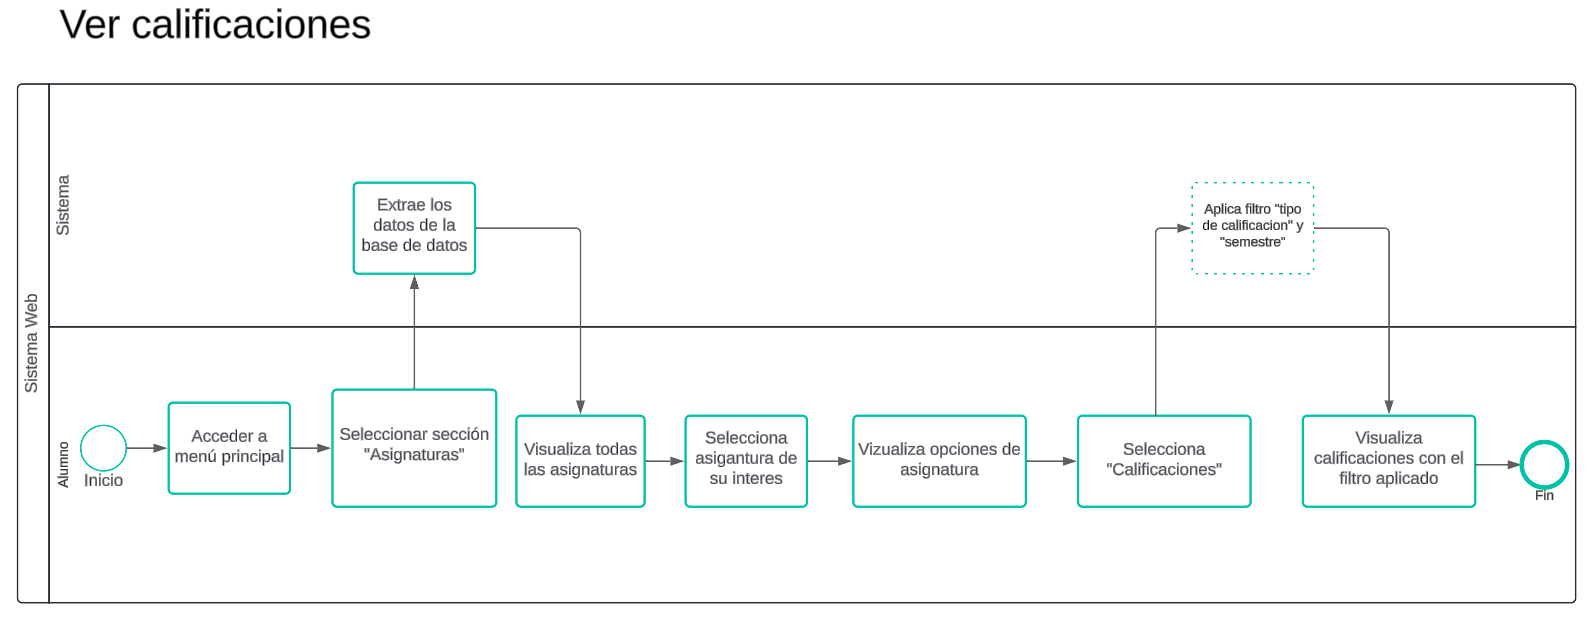 Ver calificaciones
Sistema Web
Sistema
Extrae los
datos de la
base de datos
Aplica filtro "tipo
de calificacion" y
"semestre"
Alumno
Inicio
Acceder a
menú principal
Seleccionar sección
"Asignaturas"
Visualiza todas
las asignaturas
Selecciona
asigantura de
su interes
Vizualiza opciones de
asignatura
Selecciona
"Calificaciones"
Visualiza
calificaciones con el
filtro aplicado
Fin